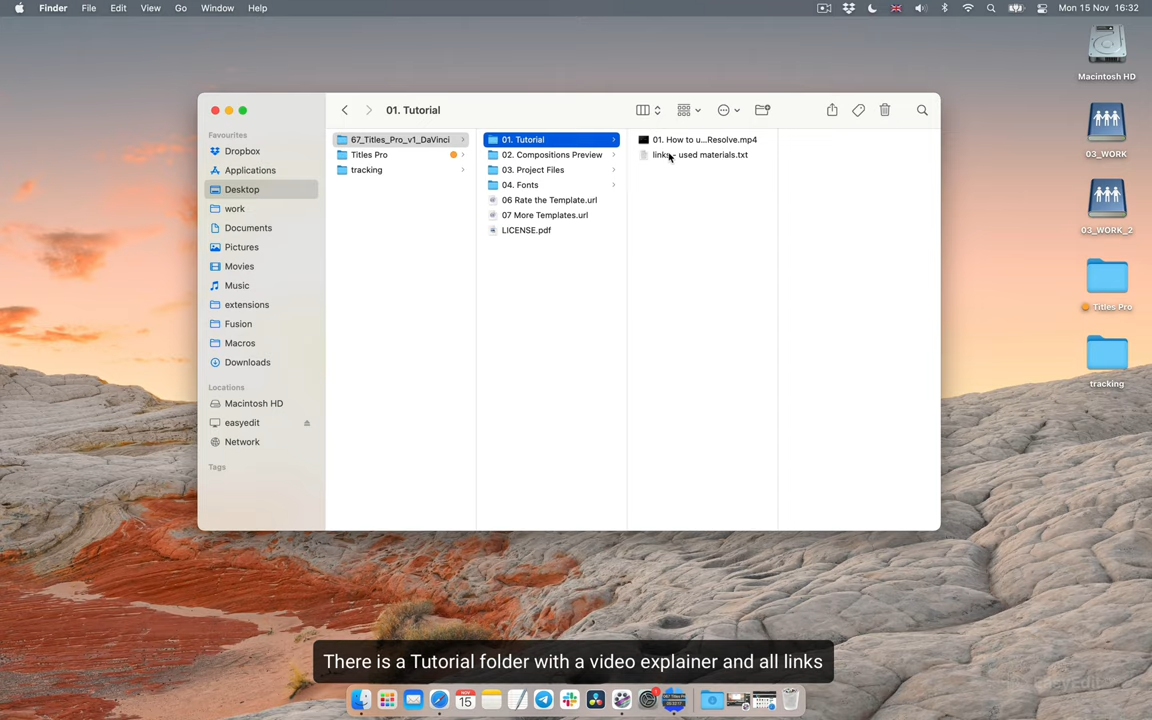 Finder File Edit View Go Window Help
Mon 15 Nov 16:32
Macintosh HD
03_WORK
03_WORK_2
Titles Pro
tracking
01. Tutorial
Favourites
Dropbox
Applications
Desktop
work
Documents
Pictures
Movies
Music
extensions
Fusion
Macros
Downloads
Locations
Macintosh HD
easyedit
Network
Tags
67_Titles_Pro_v1_DaVinci
Titles Pro
tracking
01. Tutorial
02. Compositions Preview
03. Project Files
04. Fonts
06 Rate the Template.url
07 More Templates.url
LICENSE.pdf
01. How to u...Resolve.mp4
used materials.txt
There is a Tutorial folder with a video explainer and all links
NOV
15
easyedit